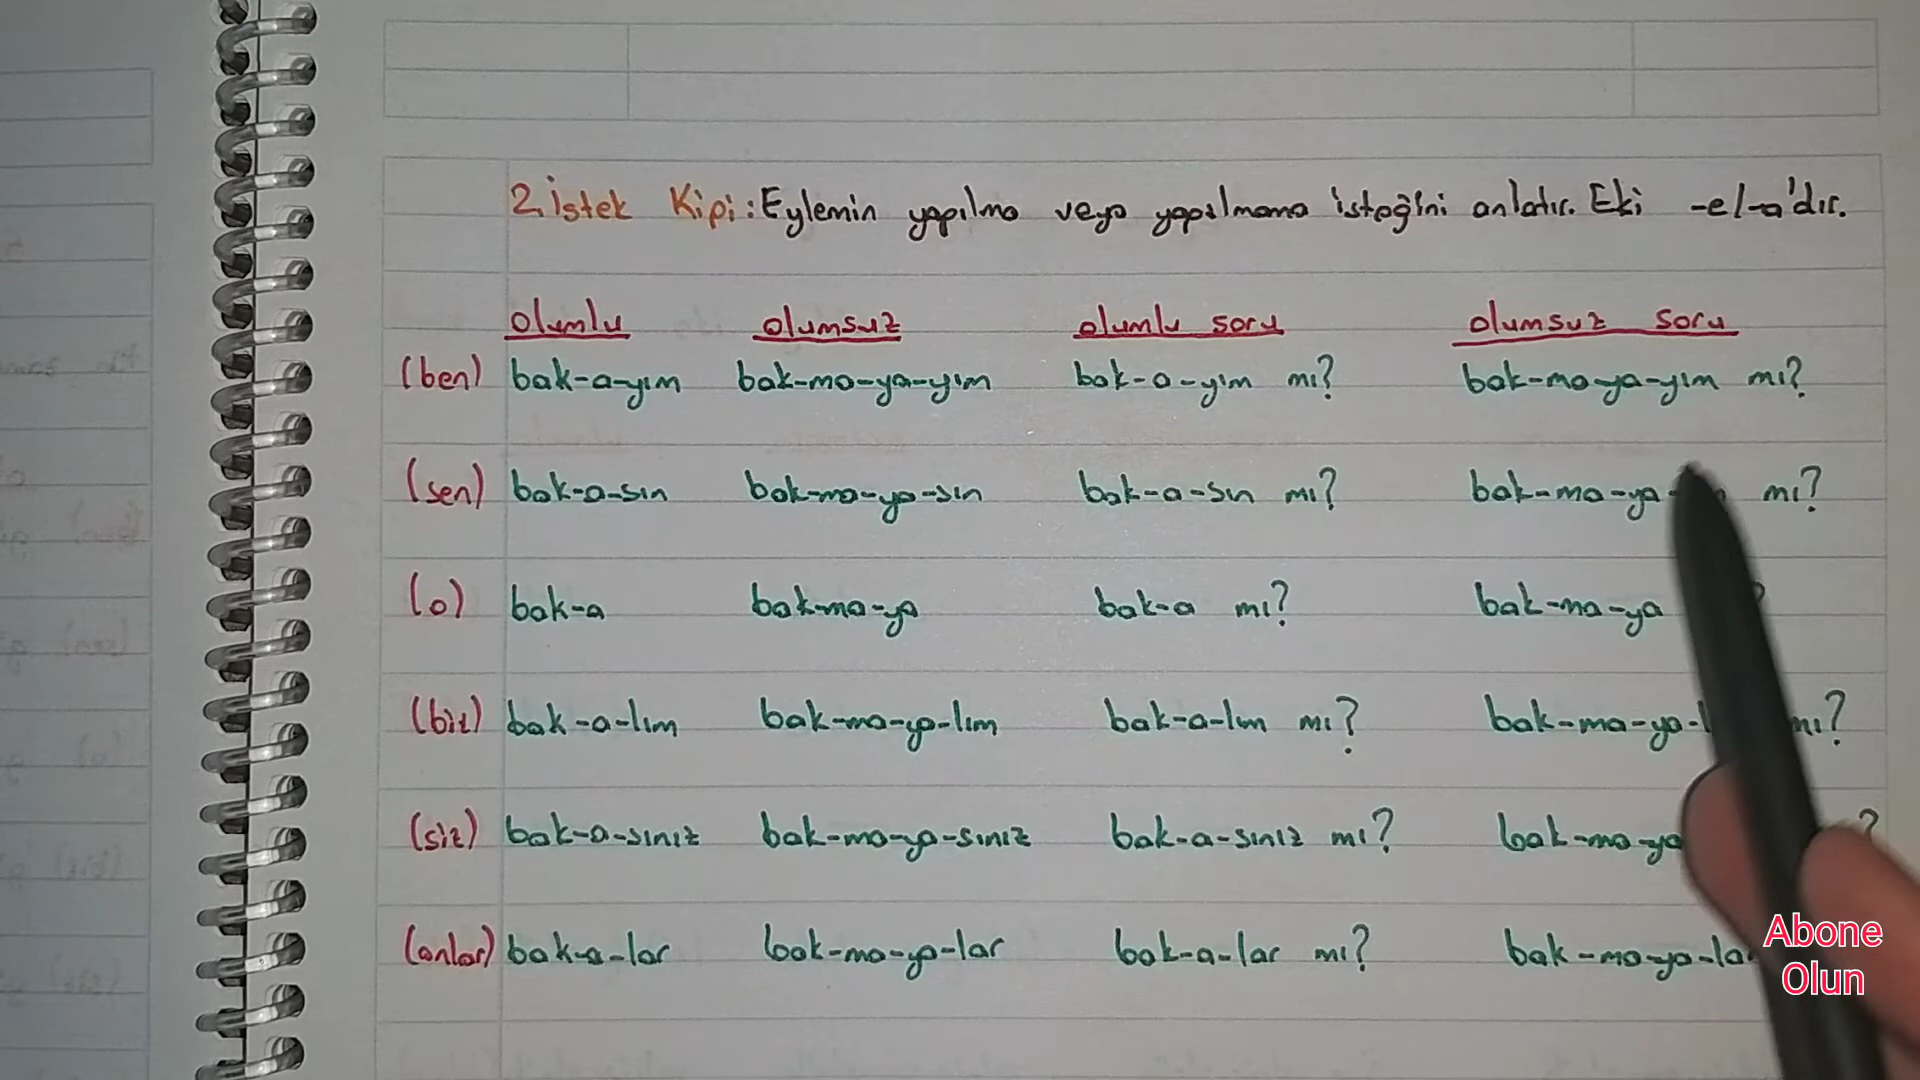 2. İstek Kipi: Eylemin yapılma veya yapılmama isteğini anlatır. Eki -e/-a'dır.
olumlu olumsuz olumlu soru olumsuz soru
(ben) bak-a-yım bak-ma-ya-yım bak-a-yım mı? bak-ma-ya-yım mı?
(sen) bak-a-sın bak-ma-ya-sın bak-a-sın mı? bak-ma-ya- mı?
(o) bak-a bak-ma-ya bak-a mı? bak-ma-ya ?
(biz) bak-a-lım bak-ma-ya-lım bak-a-lım mı? bak-ma-ya- mı?
(siz) bak-a-sınız bak-ma-ya-sınız bak-a-sınız mı? bak-ma-ya ?
(onlar) bak-a-lar bak-ma-ya-lar bak-a-lar mı? bak-ma-ya-la
Abone
Olun